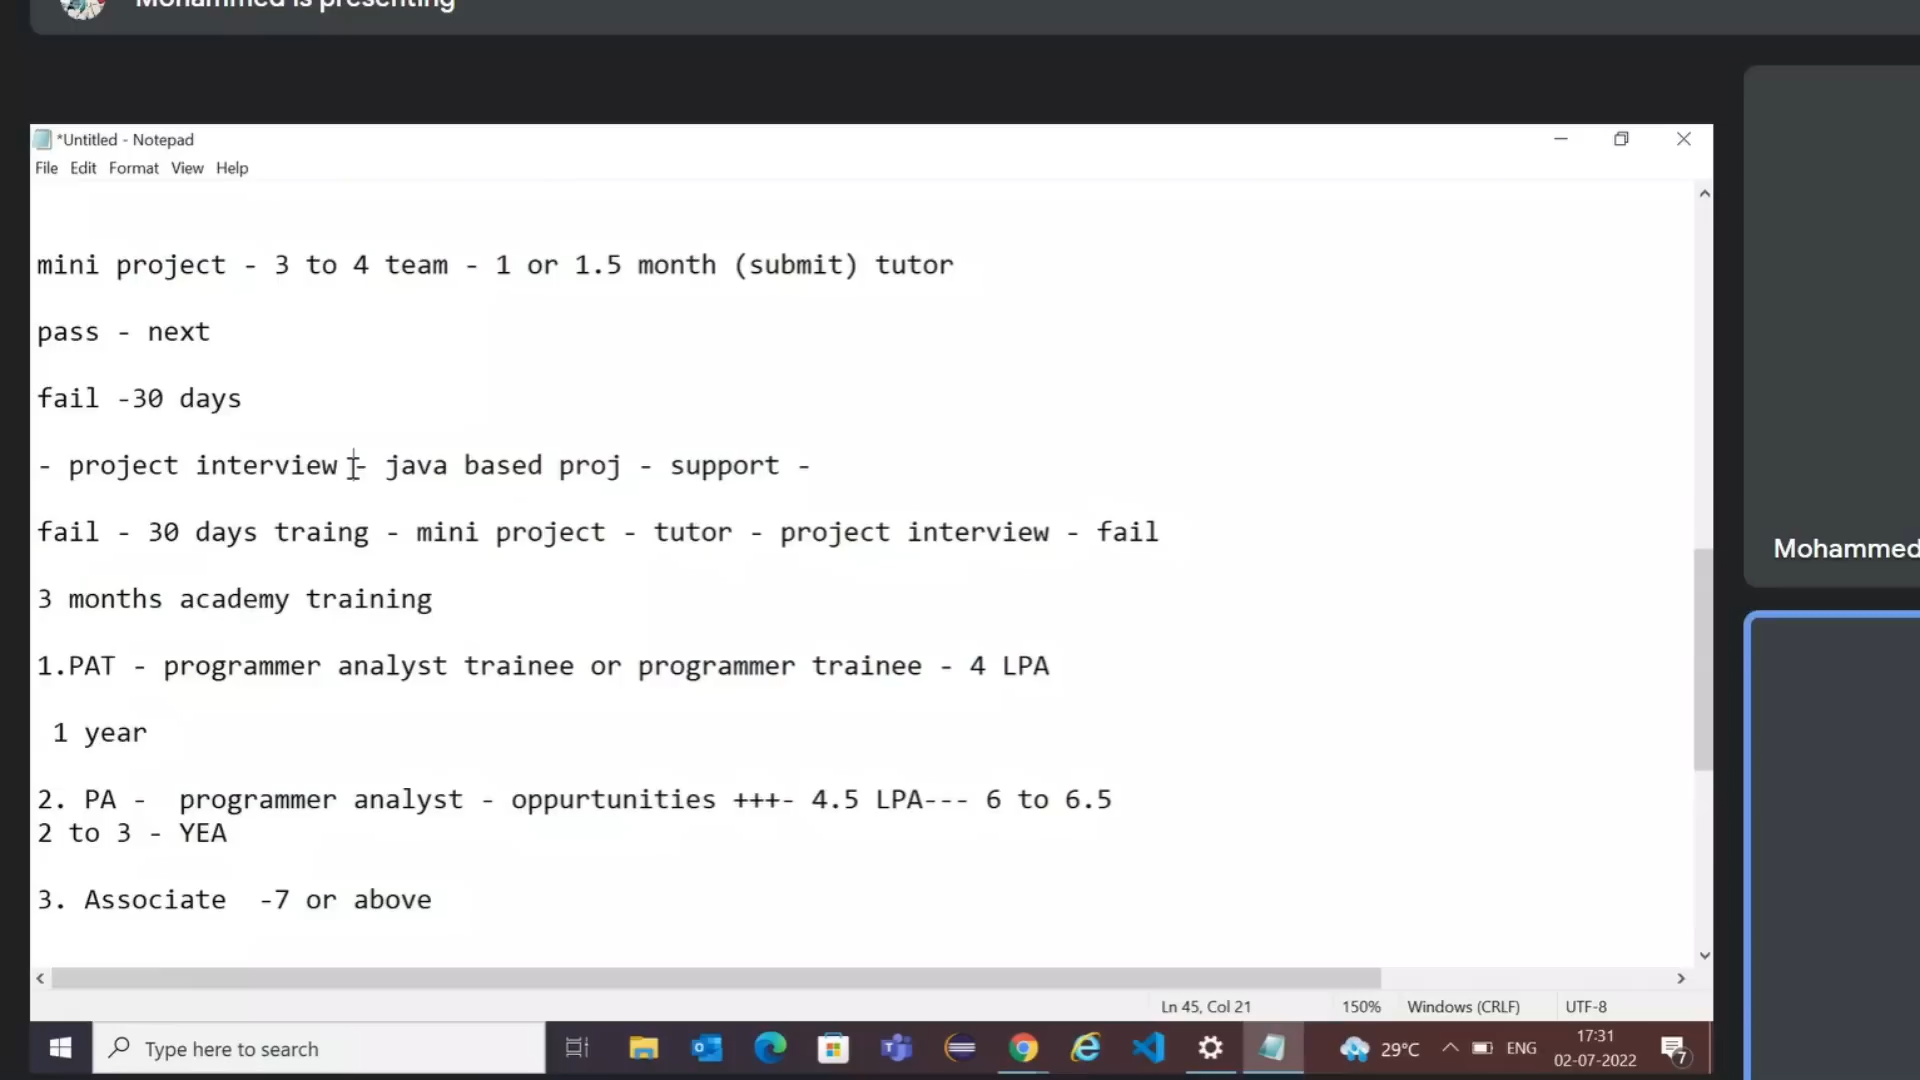 Mohammed is presenting
*Untitled - Notepad
File Edit Format View Help
mini project - 3 to 4 team - 1 or 1.5 month (submit) tutor
pass - next
fail -30 days
- project interview - java based proj - support -
fail - 30 days traing - mini project - tutor - project interview - fail
3 months academy training
1.PAT - programmer analyst trainee or programmer trainee - 4 LPA
1 year
2. PA -  programmer analyst - oppurtunities +++- 4.5 LPA--- 6 to 6.5
2 to 3 - YEA
3. Associate  -7 or above
Ln 45, Col 21 150% Windows (CRLF) UTF-8
Type here to search
29°C ENG
17:31
02-07-2022
7
Mohammed